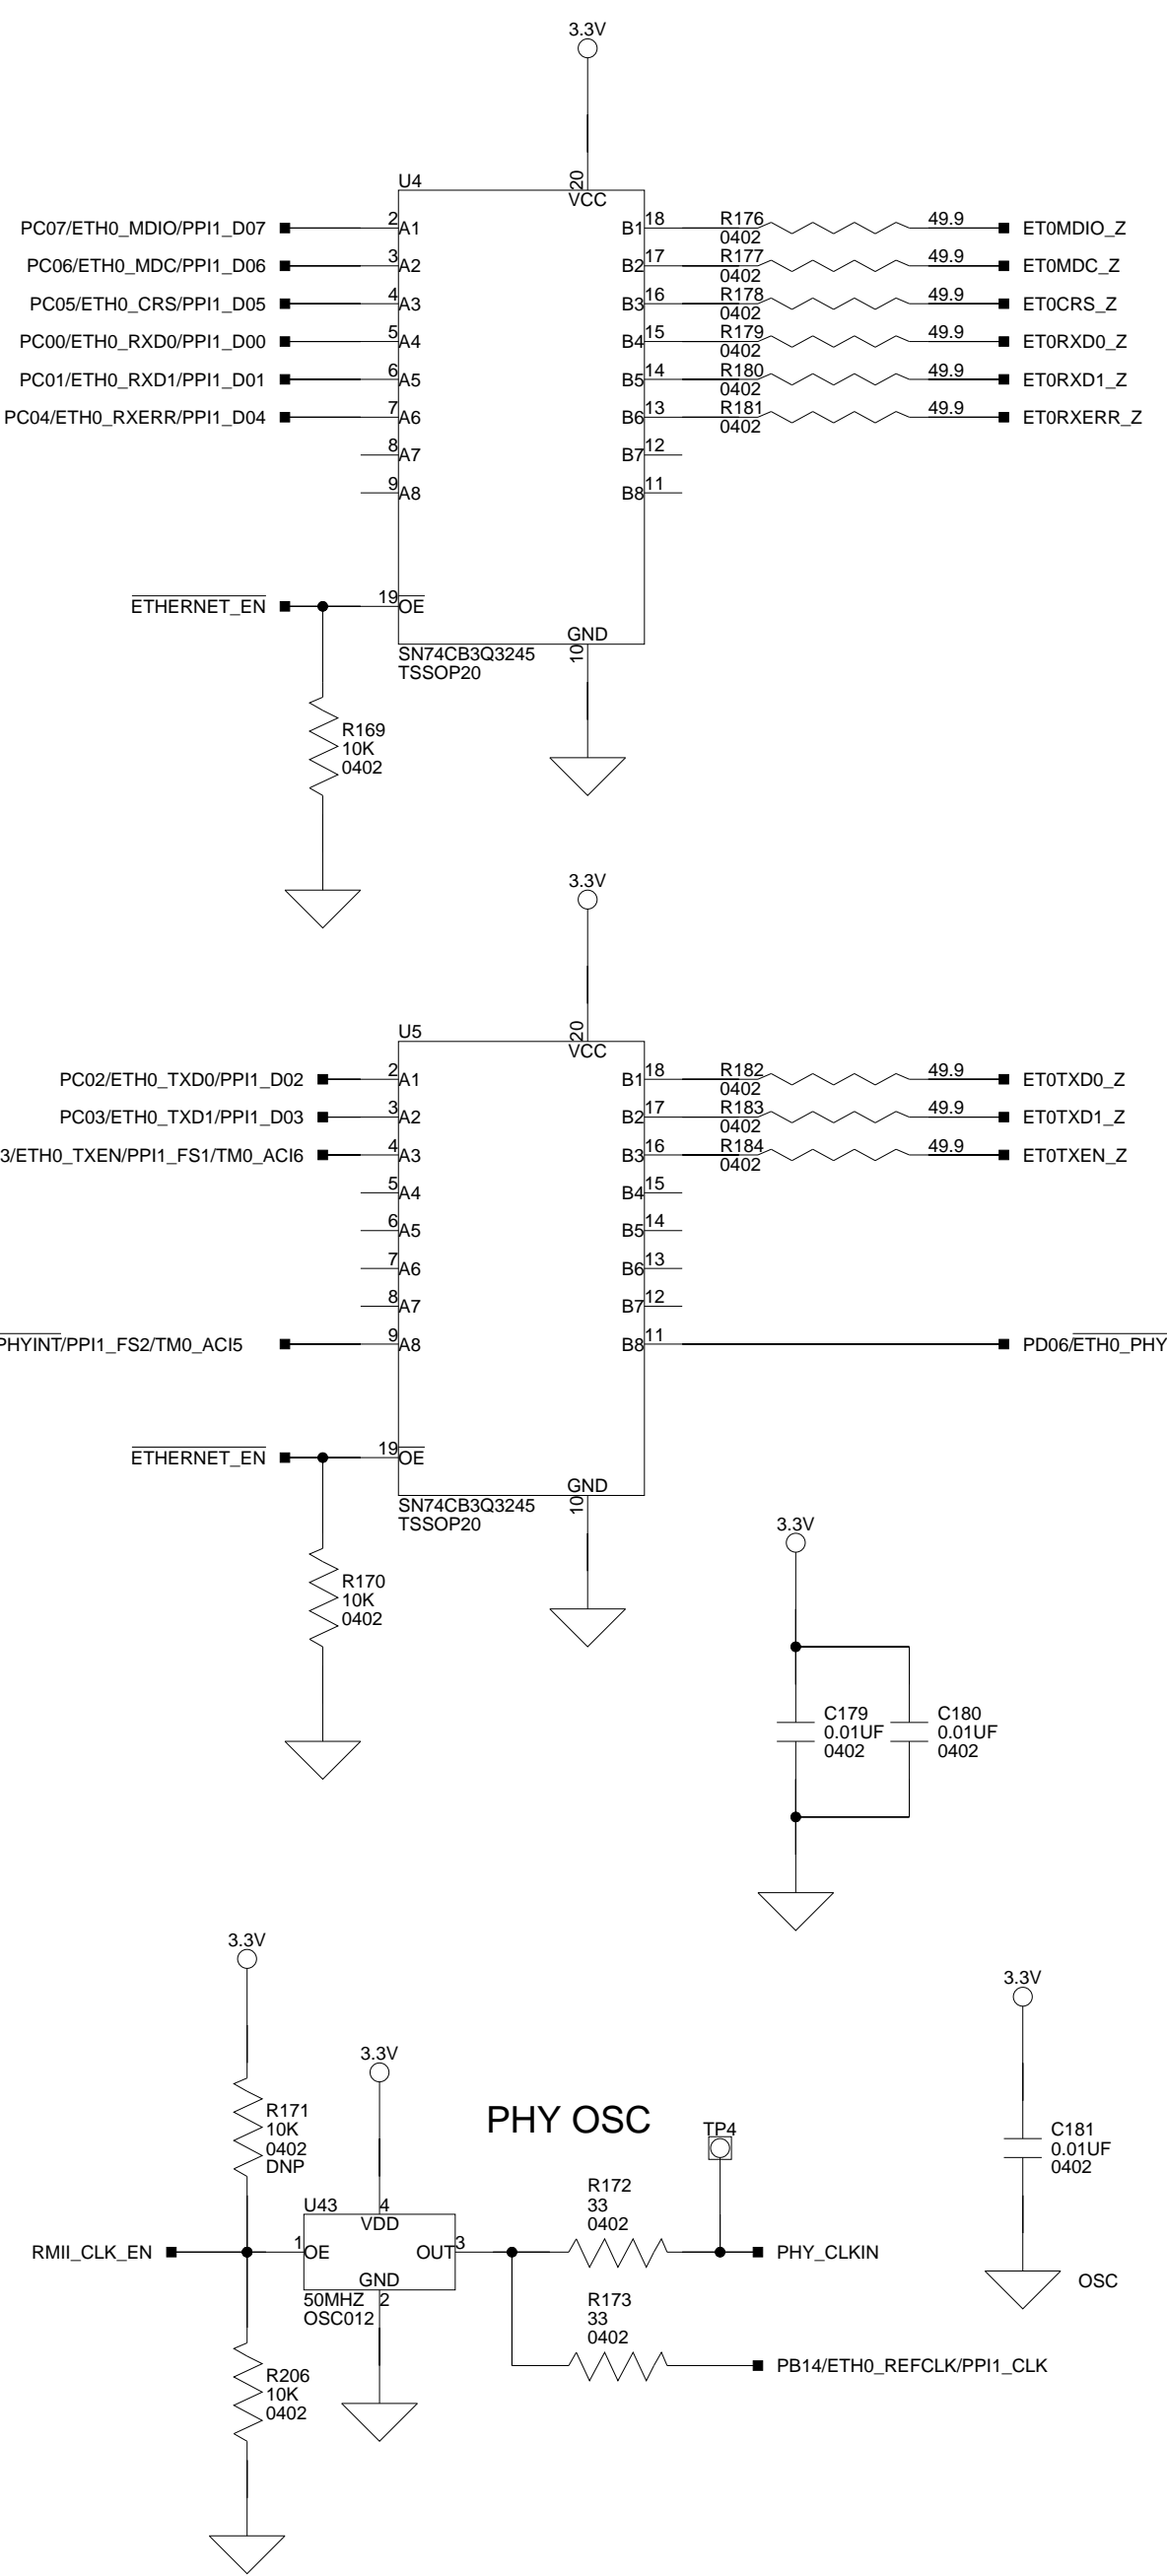 3.3V
U4
20
VCC
PC07/ETH0_MDIO/PPI1_D07 2 A1 B1 18 R176 0402 49.9 ET0MDIO_Z
PC06/ETH0_MDC/PPI1_D06 3 A2 B2 17 R177 0402 49.9 ET0MDC_Z
PC05/ETH0_CRS/PPI1_D05 4 A3 B3 16 R178 0402 49.9 ET0CRS_Z
PC00/ETH0_RXD0/PPI1_D00 5 A4 B4 15 R179 0402 49.9 ET0RXD0_Z
PC01/ETH0_RXD1/PPI1_D01 6 A5 B5 14 R180 0402 49.9 ET0RXD1_Z
PC04/ETH0_RXERR/PPI1_D04 7 A6 B6 13 R181 0402 49.9 ET0RXERR_Z
8 A7 B7 12
9 A8 B8 11
ETHERNET_EN 19 OE
GND
10
SN74CB3Q3245
TSSOP20
R169
10K
0402
3.3V
U5
20
VCC
PC02/ETH0_TXD0/PPI1_D02 2 A1 B1 18 R182 0402 49.9 ET0TXD0_Z
PC03/ETH0_TXD1/PPI1_D03 3 A2 B2 17 R183 0402 49.9 ET0TXD1_Z
3/ETH0_TXEN/PPI1_FS1/TM0_ACI6 4 A3 B3 16 R184 0402 49.9 ET0TXEN_Z
5 A4 B4 15
6 A5 B5 14
7 A6 B6 13
8 A7 B7 12
PHYINT/PPI1_FS2/TM0_ACI5 9 A8 B8 11 PD06/ETH0_PHY
ETHERNET_EN 19 OE
GND
10
SN74CB3Q3245
TSSOP20
R170
10K
0402
3.3V
C179
0.01UF
0402
C180
0.01UF
0402
3.3V
R171
10K
0402
DNP
3.3V
PHY OSC
TP4
3.3V
C181
0.01UF
0402
OSC
U43
4
VDD
RMII_CLK_EN 1 OE OUT 3
GND
2
50MHZ
OSC012
R172
33
0402
PHY_CLKIN
R173
33
0402
PB14/ETH0_REFCLK/PPI1_CLK
R206
10K
0402